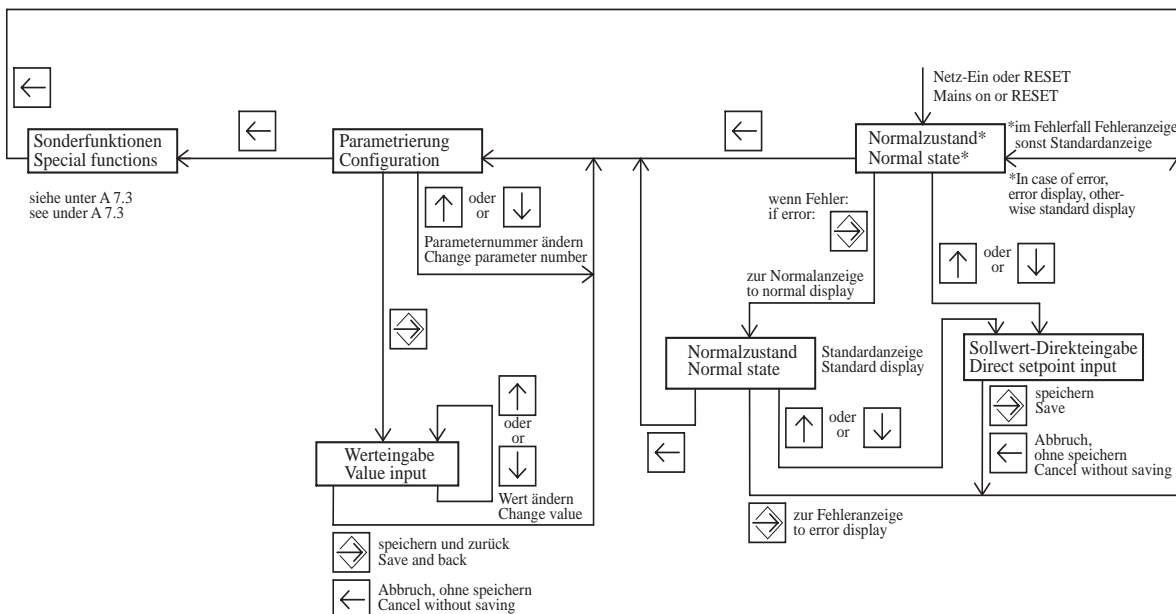 Netz-Ein oder RESET
Mains on or RESET
Sonderfunktionen
Special functions
Parametrierung
Configuration
Normalzustand*
Normal state*
*im Fehlerfall Fehleranzeige
sonst Standardanzeige
*In case of error,
error display, other-
wise standard display
siehe unter A 7.3
see under A 7.3
oder
or
Parameternummer ändern
Change parameter number
wenn Fehler:
if error:
zur Normalanzeige
to normal display
oder
or
Normalzustand
Normal state
Standardanzeige
Standard display
Sollwert-Direkteingabe
Direct setpoint input
speichern
Save
oder
or
Abbruch,
ohne speichern
Cancel without saving
oder
or
Werteingabe
Value input
Wert ändern
Change value
zur Fehleranzeige
to error display
speichern und zurück
Save and back
Abbruch, ohne speichern
Cancel without saving